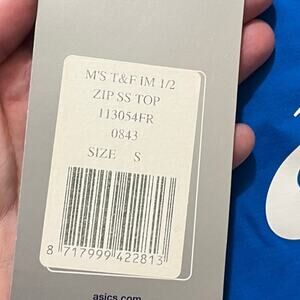 M'S T&F IM 1/2
ZIP SS TOP
113054FR
0843
SIZE S
8 717999 422813
asics.com